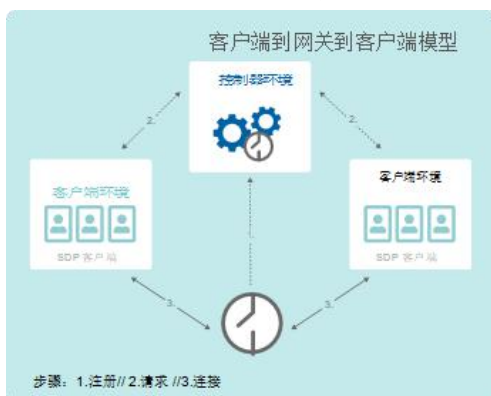 客户端到网关到客户端模型
控制器环境
2.
2.
客户端环境
SDP 客户端
客户端环境
SDP 客户端
1.
3.
3.
步骤：1.注册// 2.请求 //3.连接